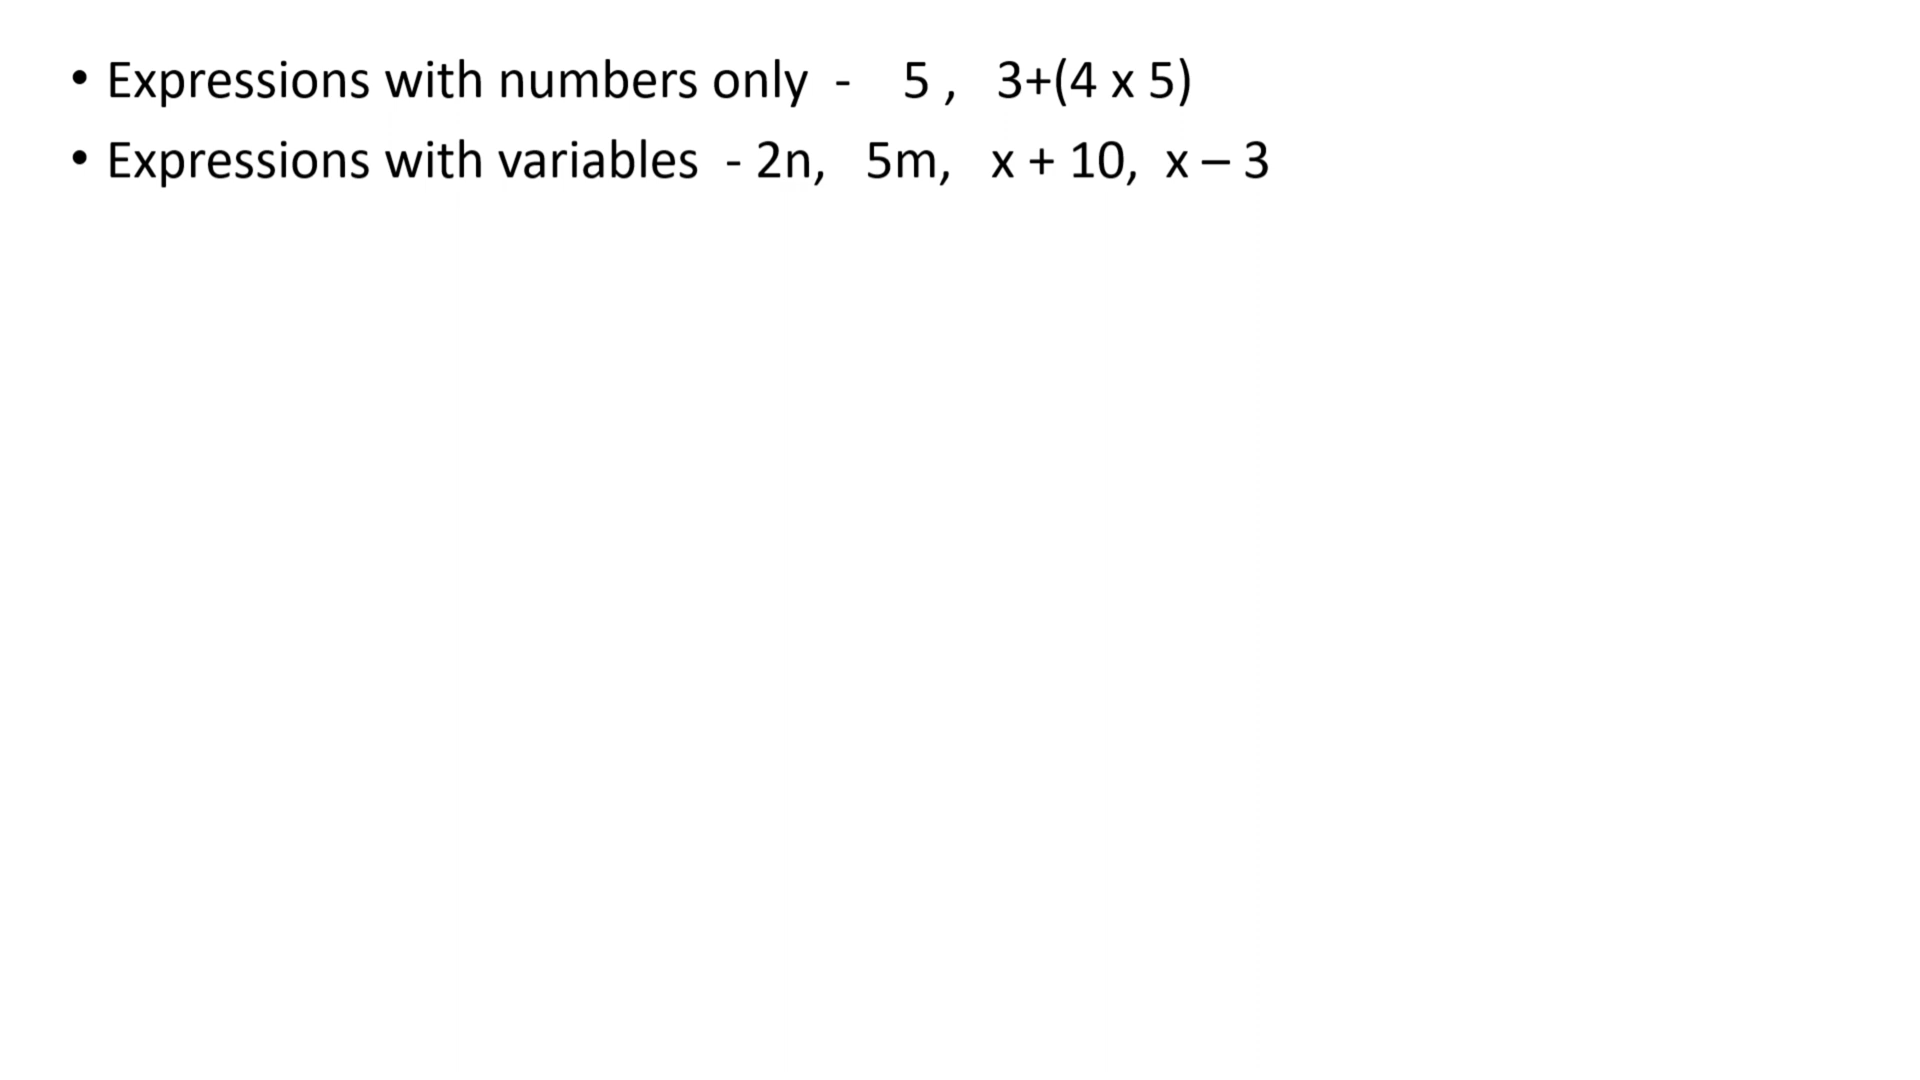 • Expressions with numbers only - 5 , 3+(4 x 5)
• Expressions with variables - 2n, 5m, x + 10, x – 3